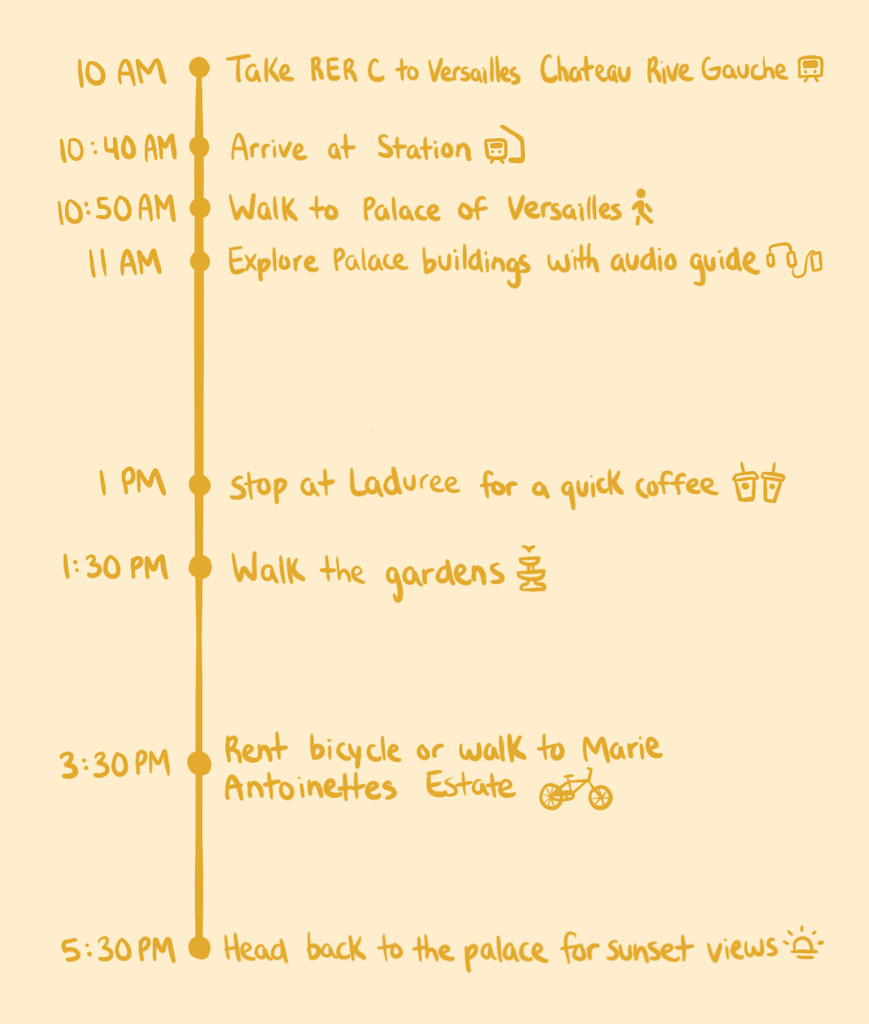 10 AM Take RER C to Versailles Chateau Rive Gauche
10:40 AM Arrive at Station
10:50 AM Walk to Palace of Versailles
11 AM Explore Palace buildings with audio guide
1 PM stop at Laduree for a quick coffee
1:30 PM Walk the gardens
3:30 PM Rent bicycle or walk to Marie
Antoinettes Estate
5:30 PM Head back to the palace for sunset views